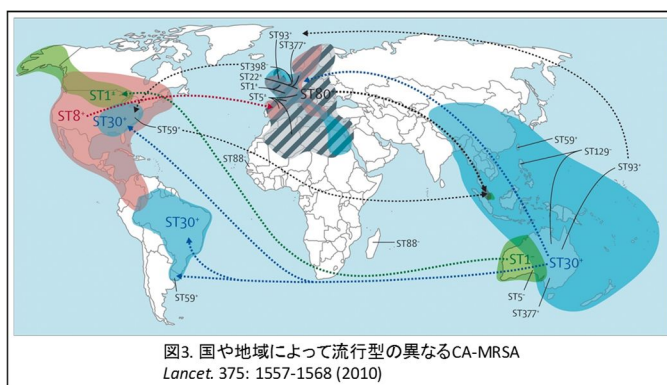 ST93⁺
ST377⁺
ST398
ST22⁺
ST1⁺
ST5⁺
ST80⁺
ST1⁺
ST8⁺
ST30⁺
ST59⁺
ST88⁻
ST59⁺
ST129⁻
ST93⁺
ST30⁺
ST88⁻
ST1⁻
ST30⁺
ST59⁺
ST5⁺
ST377⁺
図3. 国や地域によって流行型の異なるCA-MRSA
Lancet. 375: 1557-1568 (2010)